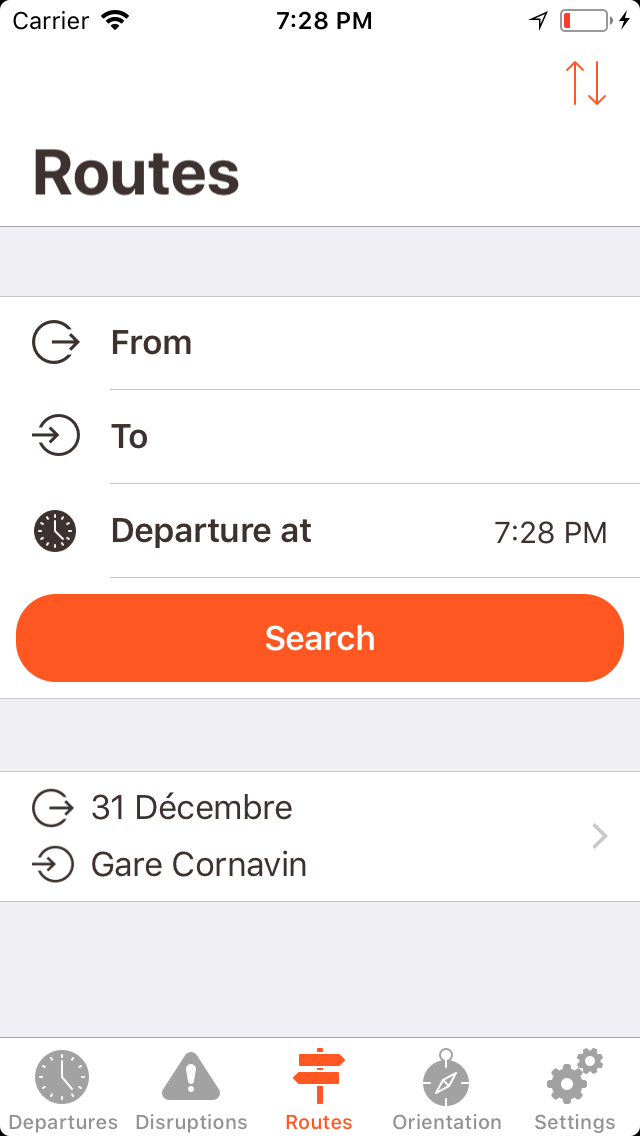 Carrier 7:28 PM
Routes
From
To
Departure at 7:28 PM
Search
31 Décembre
Gare Cornavin
Departures Disruptions Routes Orientation Settings